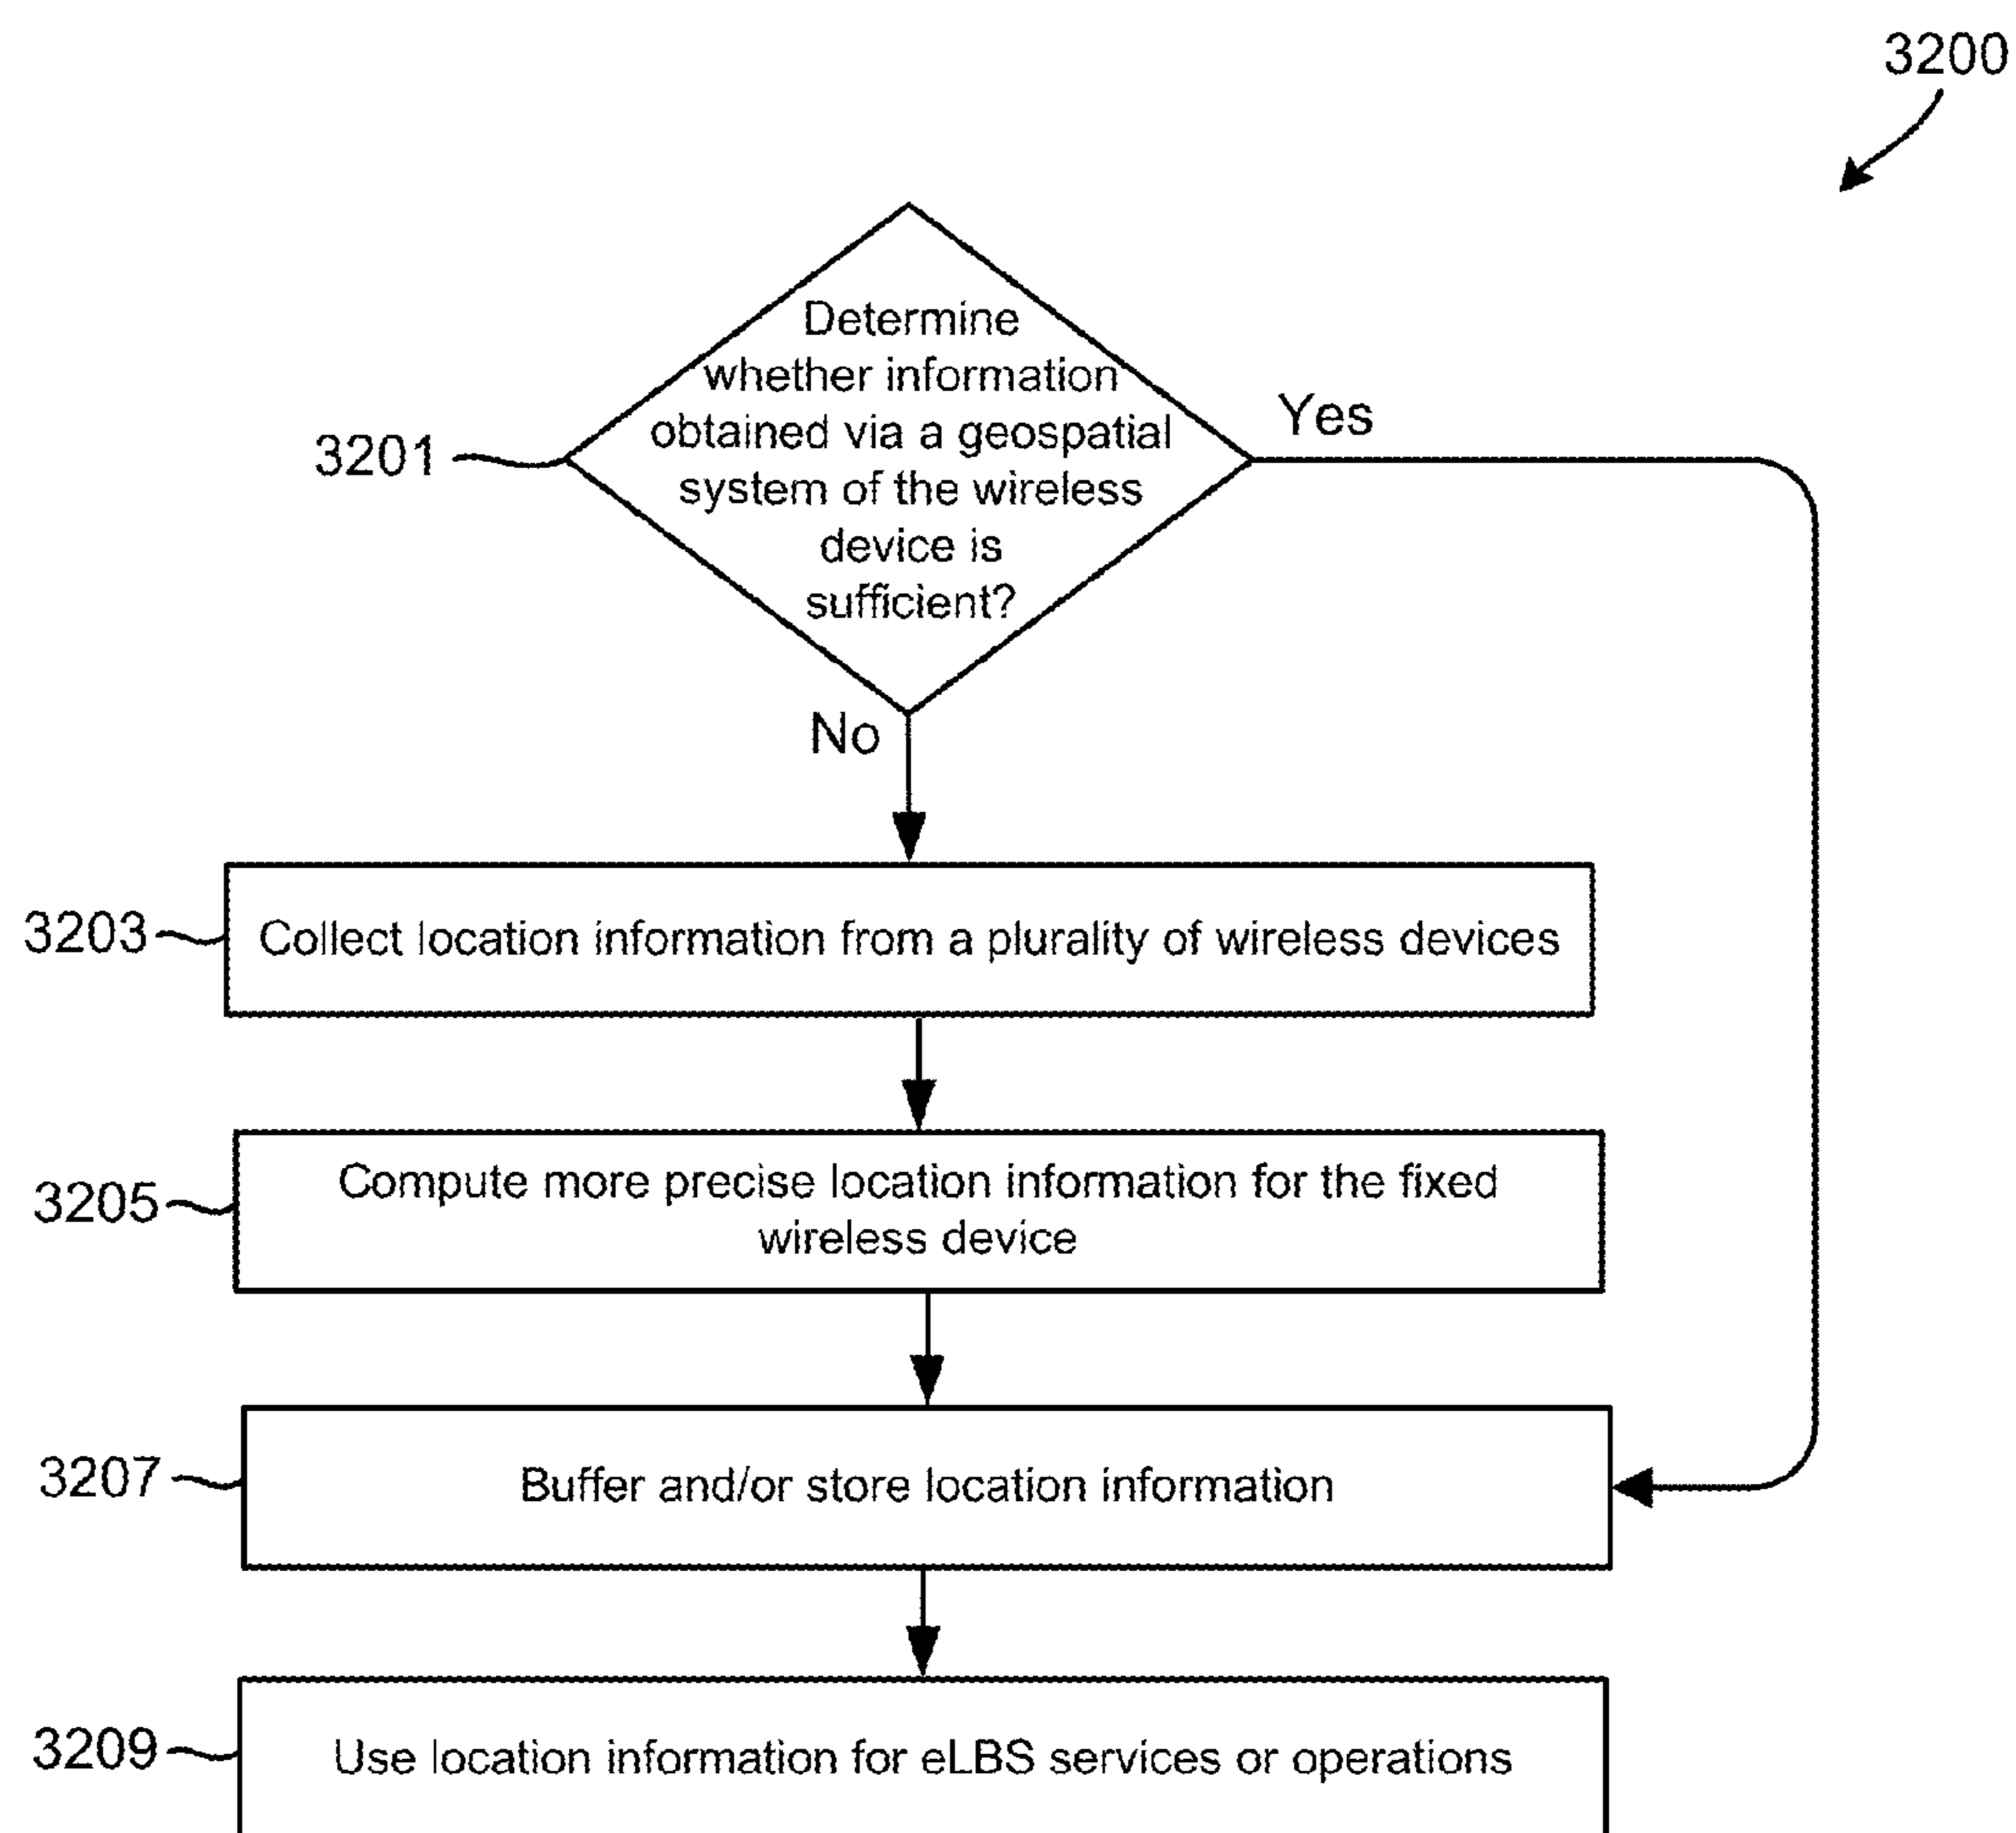 3200
Determine
whether information
obtained via a geospatial
system of the wireless
device is
sufficient?
3201
Yes
No
3203
Collect location information from a plurality of wireless devices
3205
Compute more precise location information for the fixed
wireless device
3207
Buffer and/or store location information
3209
Use location information for eLBS services or operations